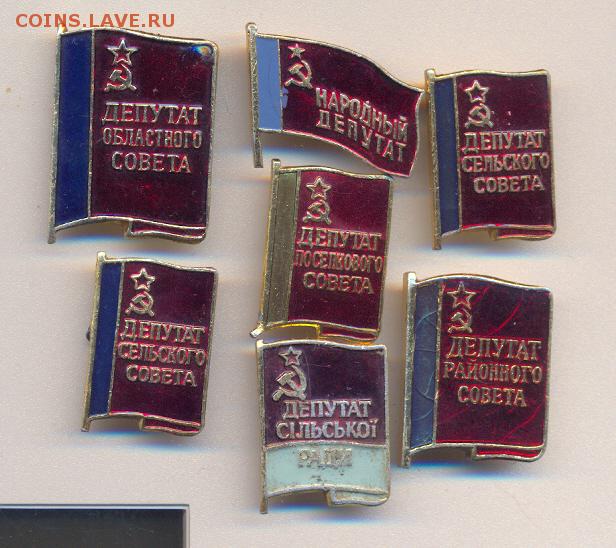 COINS.LAVE.RU
ДЕПУТАТ
ОБЛАСТНОГО
СОВЕТА
НАРОДНЫЙ
ДЕПУТАТ
ДЕПУТАТ
СЕЛЬСКОГО
СОВЕТА
ДЕПУТАТ
ПОСЕЛКОВОГО
СОВЕТА
ДЕПУТАТ
СЕЛЬСКОГО
СОВЕТА
ДЕПУТАТ
СІЛЬСЬКОЇ
РАДИ
ДЕПУТАТ
РАЙОННОГО
СОВЕТА